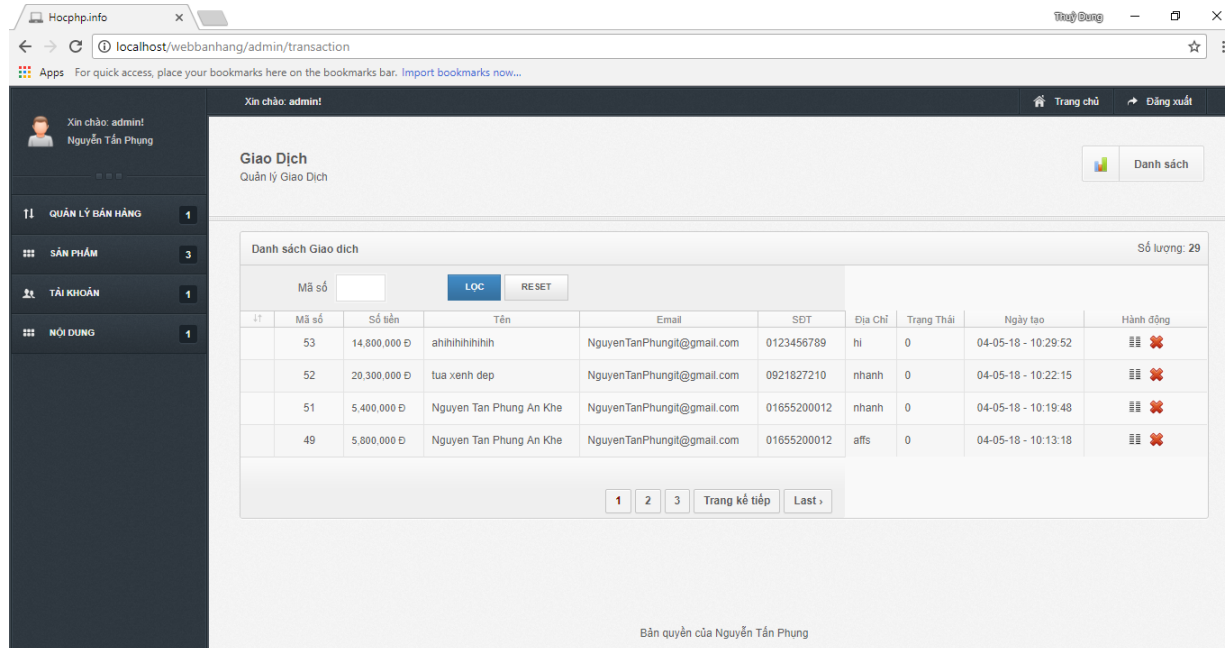 Hocphp.info
Thuỳ Dung
localhost/webbanhang/admin/transaction
Apps For quick access, place your bookmarks here on the bookmarks bar. Import bookmarks now...
Xin chào: admin!
Nguyễn Tấn Phụng
Xin chào: admin! Trang chủ Đăng xuất
Giao Dịch
Quản lý Giao Dịch
Danh sách
QUẢN LÝ BÁN HÀNG 1
SẢN PHẨM 3
TÀI KHOẢN 1
NỘI DUNG 1
Danh sách Giao dich Số lượng: 29
Mã số LỌC RESET
Mã số Số tiền Tên Email SĐT Địa Chỉ Trạng Thái Ngày tạo Hành động
53 14,800,000 Đ ahihihihihihih NguyenTanPhungit@gmail.com 0123456789 hi 0 04-05-18 - 10:29:52
52 20,300,000 Đ tua xenh dep NguyenTanPhungit@gmail.com 0921827210 nhanh 0 04-05-18 - 10:22:15
51 5,400,000 Đ Nguyen Tan Phung An Khe NguyenTanPhungit@gmail.com 01655200012 nhanh 0 04-05-18 - 10:19:48
49 5,800,000 Đ Nguyen Tan Phung An Khe NguyenTanPhungit@gmail.com 01655200012 affs 0 04-05-18 - 10:13:18
1 2 3 Trang kế tiếp Last ›
Bản quyền của Nguyễn Tấn Phụng